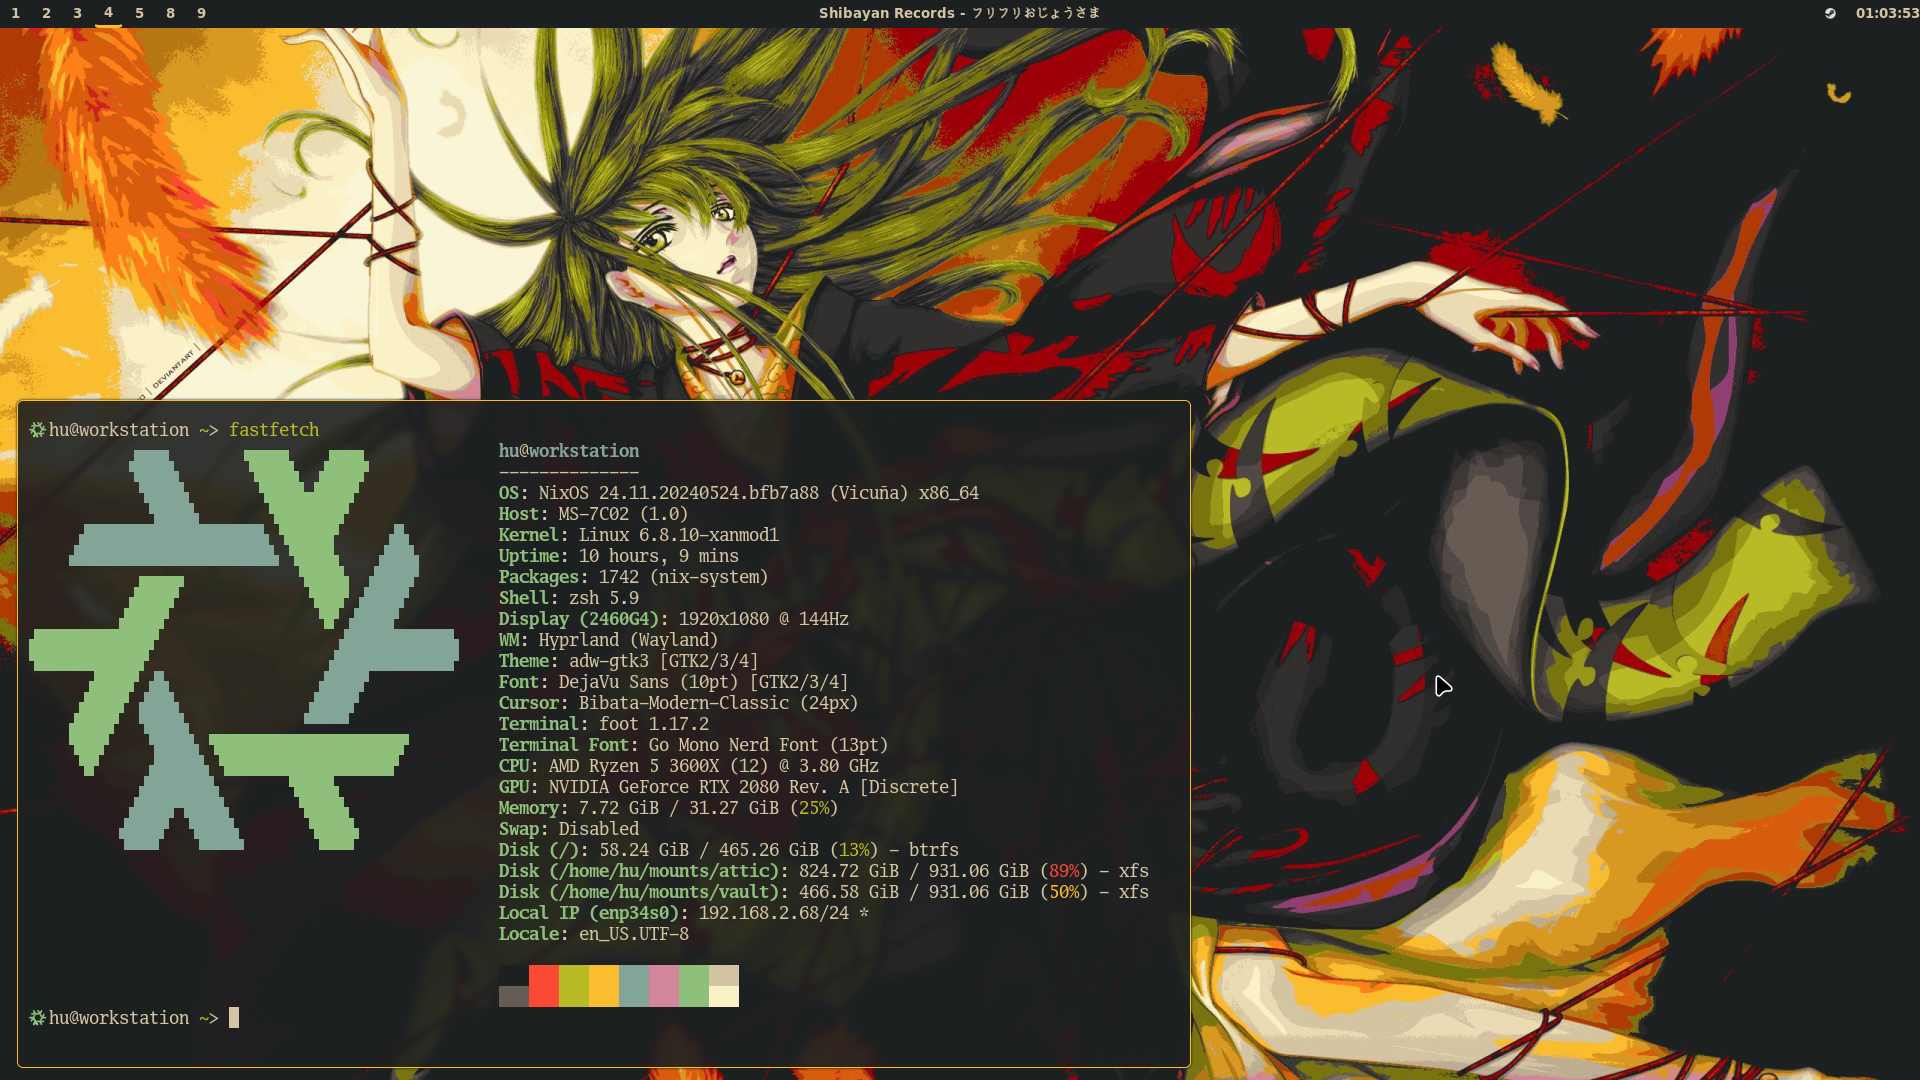 1 2 3 4 5 8 9
Shibayan Records - フリフリおじょうさま
01:03:53
DEVIANTART |
hu@workstation ~> fastfetch
hu@workstation
--------------
OS: NixOS 24.11.20240524.bfb7a88 (Vicuña) x86_64
Host: MS-7C02 (1.0)
Kernel: Linux 6.8.10-xanmod1
Uptime: 10 hours, 9 mins
Packages: 1742 (nix-system)
Shell: zsh 5.9
Display (2460G4): 1920x1080 @ 144Hz
WM: Hyprland (Wayland)
Theme: adw-gtk3 [GTK2/3/4]
Font: DejaVu Sans (10pt) [GTK2/3/4]
Cursor: Bibata-Modern-Classic (24px)
Terminal: foot 1.17.2
Terminal Font: Go Mono Nerd Font (13pt)
CPU: AMD Ryzen 5 3600X (12) @ 3.80 GHz
GPU: NVIDIA GeForce RTX 2080 Rev. A [Discrete]
Memory: 7.72 GiB / 31.27 GiB (25%)
Swap: Disabled
Disk (/): 58.24 GiB / 465.26 GiB (13%) - btrfs
Disk (/home/hu/mounts/attic): 824.72 GiB / 931.06 GiB (89%) - xfs
Disk (/home/hu/mounts/vault): 466.58 GiB / 931.06 GiB (50%) - xfs
Local IP (enp34s0): 192.168.2.68/24 *
Locale: en_US.UTF-8
hu@workstation ~>